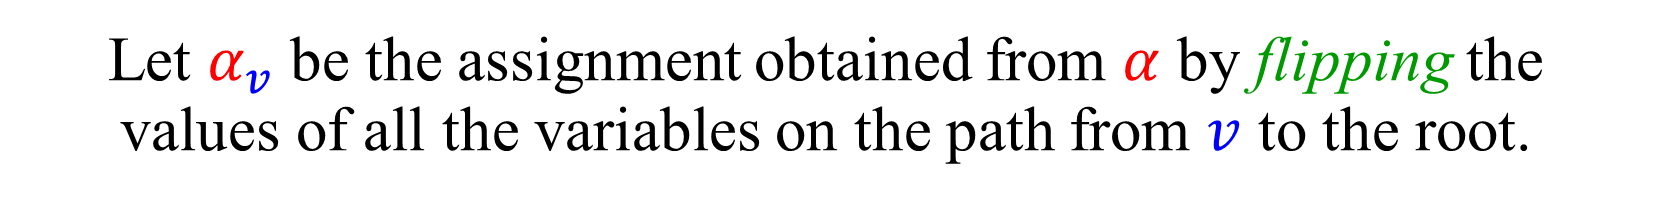 Let α_v be the assignment obtained from α by flipping the
values of all the variables on the path from v to the root.